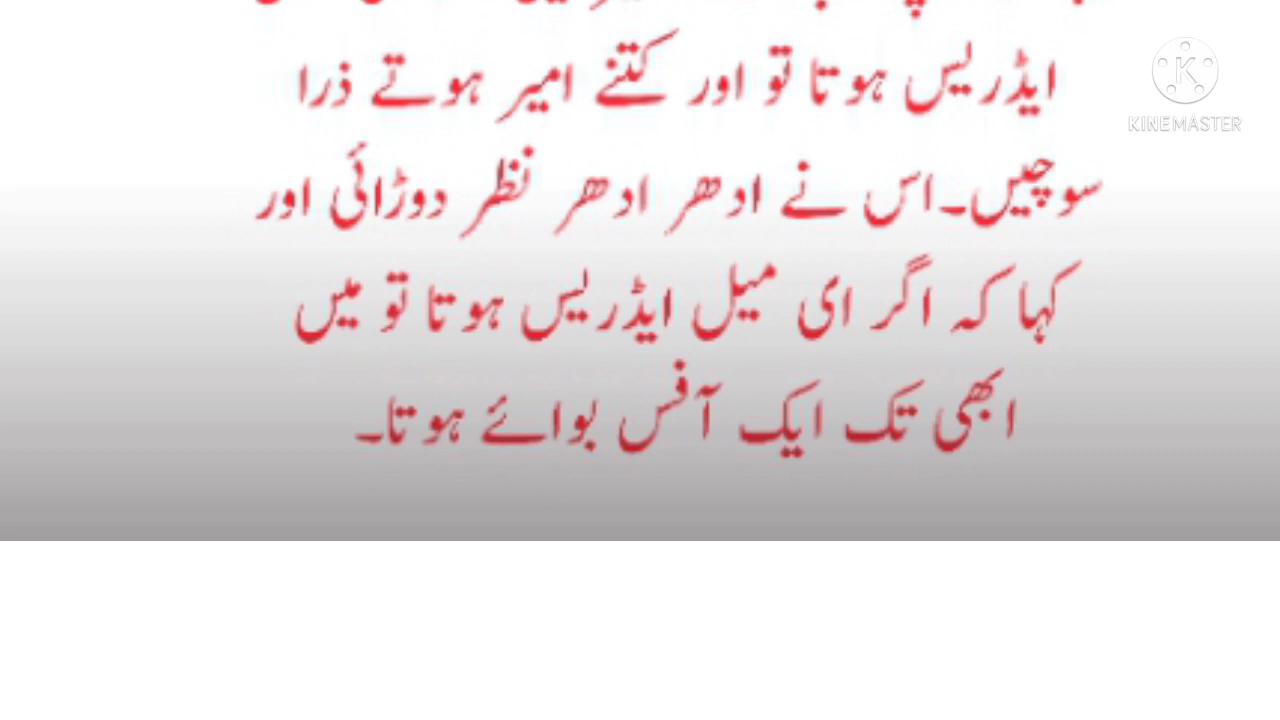 ایڈریس ہوتا تو اور کتنے امیر ہوتے ذرا
سوچیں۔اس نے ادھر ادھر نظر دوڑائی اور
کہا کہ اگر ای میل ایڈریس ہوتا تو میں
ابھی تک ایک آفس بوائے ہوتا۔
KINEMASTER